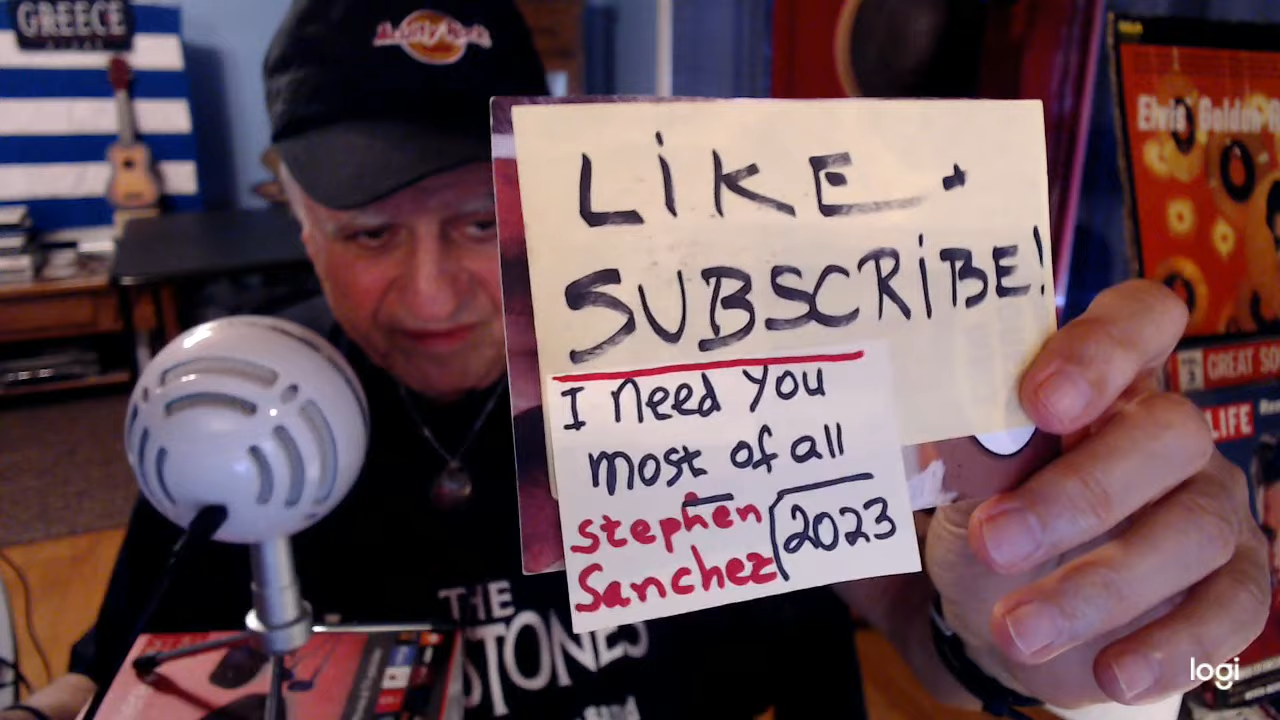 GREECE
LiKE +
SUBSCRiBE!
I need you
most of all
stephen
Sanchez
2023
THE
STONES
Elvis' Golden
GREAT
LIFE
logi